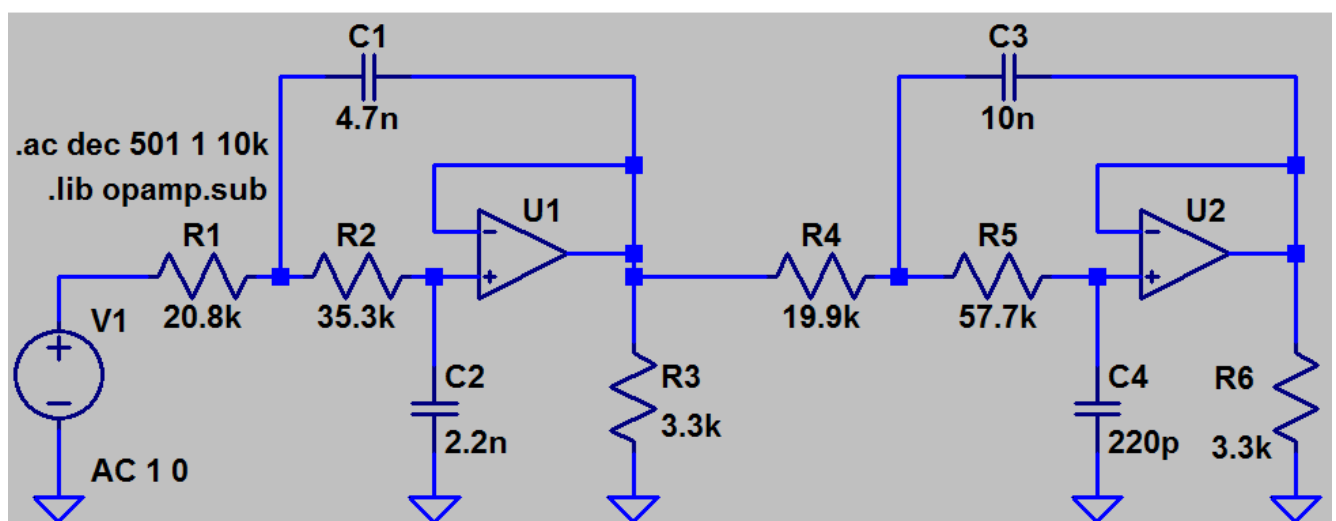 C1
4.7n
C3
10n
.ac dec 501 1 10k
.lib opamp.sub
U1
U2
R1
20.8k
R2
35.3k
R4
19.9k
R5
57.7k
V1
C2
2.2n
R3
3.3k
C4
220p
R6
3.3k
AC 1 0